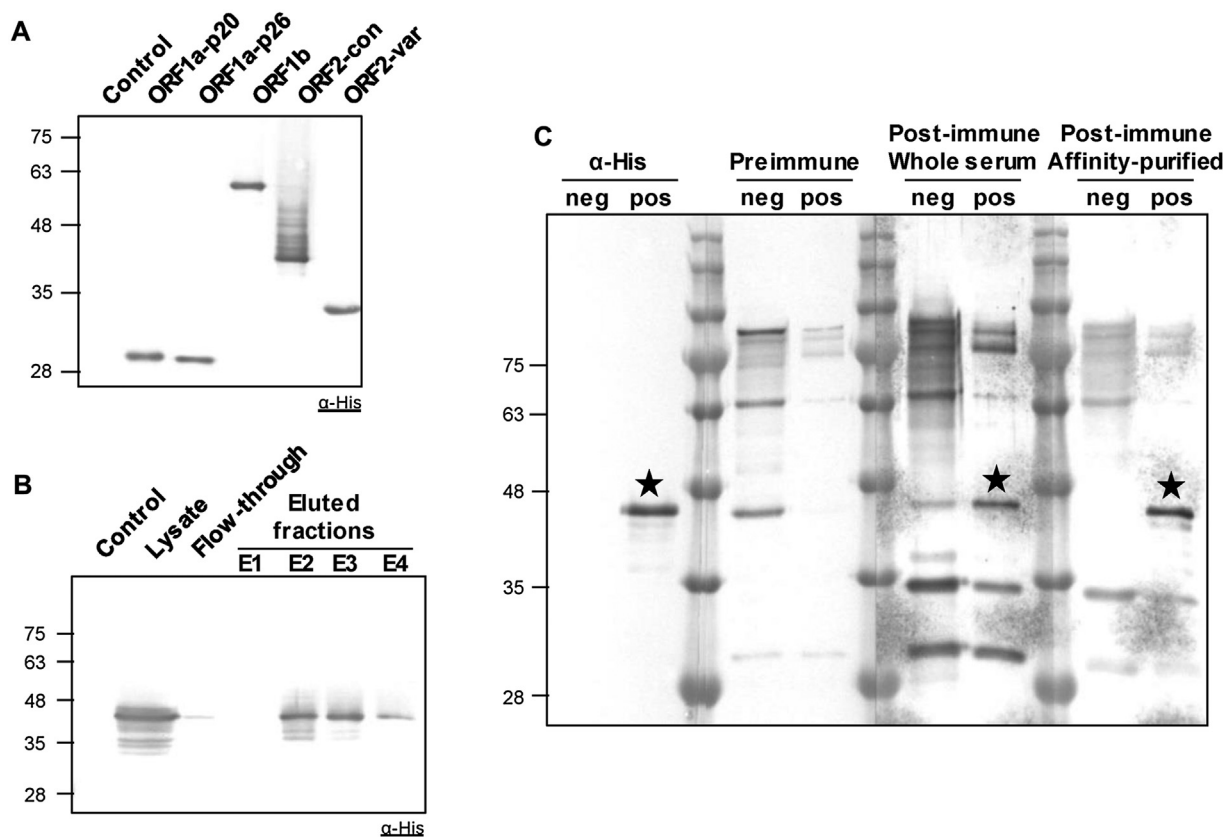 A
Control
ORF1a-p20
ORF1a-p26
ORF1b
ORF2-con
ORF2-var
75
63
48
35
28
α-His
B
Control
Lysate
Flow-through
Eluted
fractions
E1 E2 E3 E4
75
63
48
35
28
α-His
C
α-His
Preimmune
Post-immune
Whole serum
Post-immune
Affinity-purified
neg pos neg pos neg pos neg pos
75
63
48
35
28